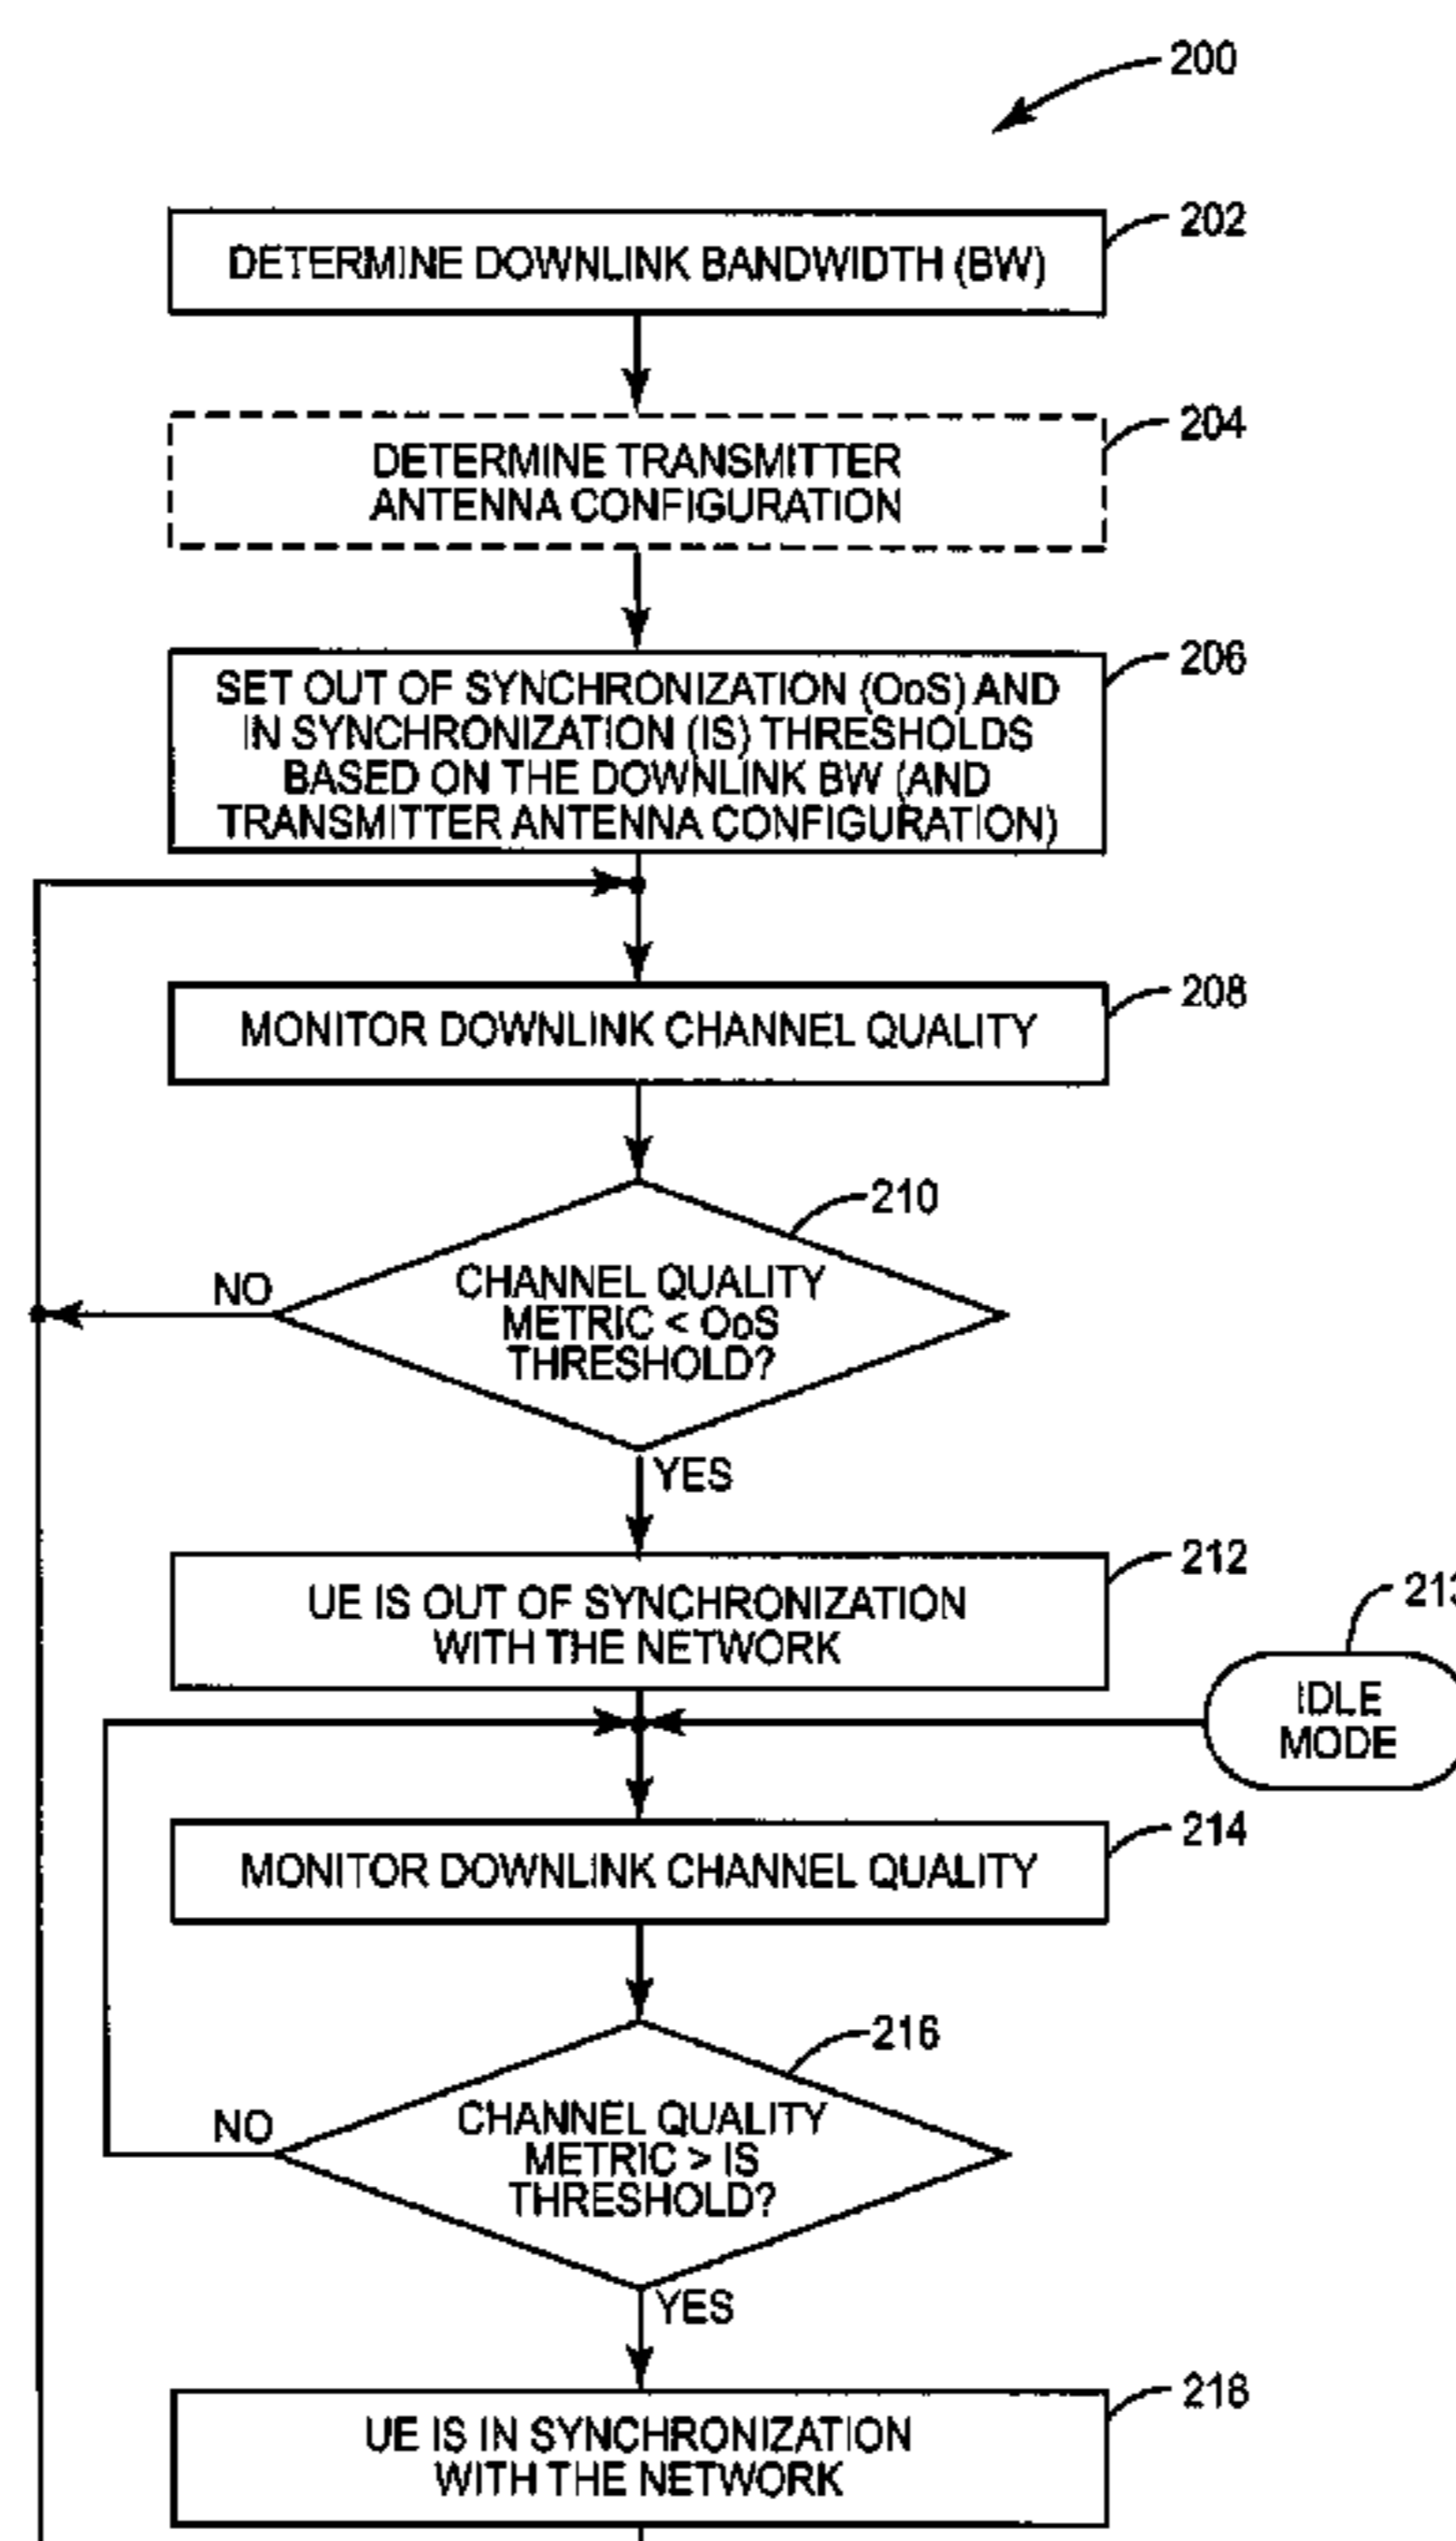 200
202
DETERMINE DOWNLINK BANDWIDTH (BW)
204
DETERMINE TRANSMITTER
ANTENNA CONFIGURATION
206
SET OUT OF SYNCHRONIZATION (OoS) AND
IN SYNCHRONIZATION (IS) THRESHOLDS
BASED ON THE DOWNLINK BW (AND
TRANSMITTER ANTENNA CONFIGURATION)
208
MONITOR DOWNLINK CHANNEL QUALITY
210
NO
CHANNEL QUALITY
METRIC < OoS
THRESHOLD?
YES
212
UE IS OUT OF SYNCHRONIZATION
WITH THE NETWORK
213
IDLE
MODE
214
MONITOR DOWNLINK CHANNEL QUALITY
216
NO
CHANNEL QUALITY
METRIC > IS
THRESHOLD?
YES
218
UE IS IN SYNCHRONIZATION
WITH THE NETWORK